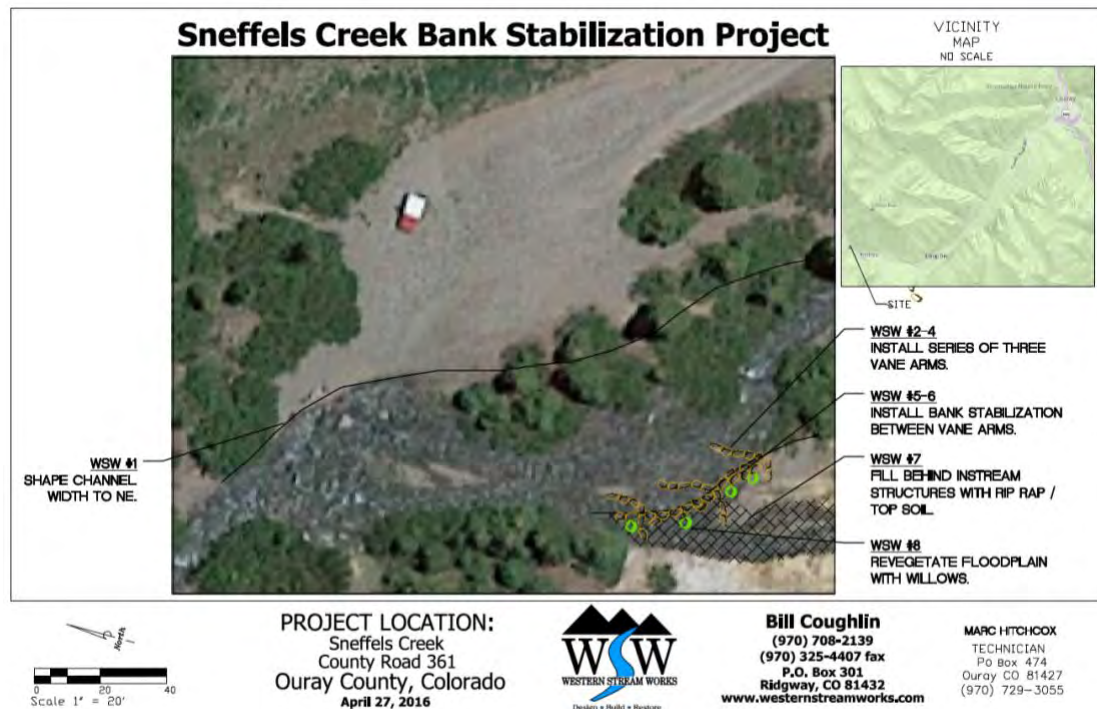 Sneffels Creek Bank Stabilization Project
VICINITY
MAP
NO SCALE
Ouray
SITE
WSW #2-4
INSTALL SERIES OF THREE
VANE ARMS.
WSW #5-6
INSTALL BANK STABILIZATION
BETWEEN VANE ARMS.
WSW #7
FILL BEHIND INSTREAM
STRUCTURES WITH RIP RAP /
TOP SOIL.
WSW #8
REVEGETATE FLOODPLAIN
WITH WILLOWS.
WSW #1
SHAPE CHANNEL
WIDTH TO NE.
North
0 20 40
Scale 1" = 20'
PROJECT LOCATION:
Sneffels Creek
County Road 361
Ouray County, Colorado
April 27, 2016
WSW
WESTERN STREAM WORKS
Design • Build • Restore
Bill Coughlin
(970) 708-2139
(970) 325-4407 fax
P.O. Box 301
Ridgway, CO 81432
www.westernstreamworks.com
MARC HITCHCOX
TECHNICIAN
Po Box 474
Ouray CO 81427
(970) 729-3055